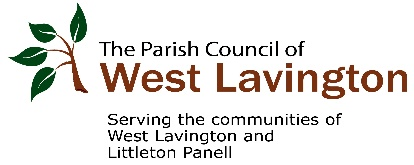 The Parish Council of
West Lavington
Serving the communities of
West Lavington and
Littleton Panell